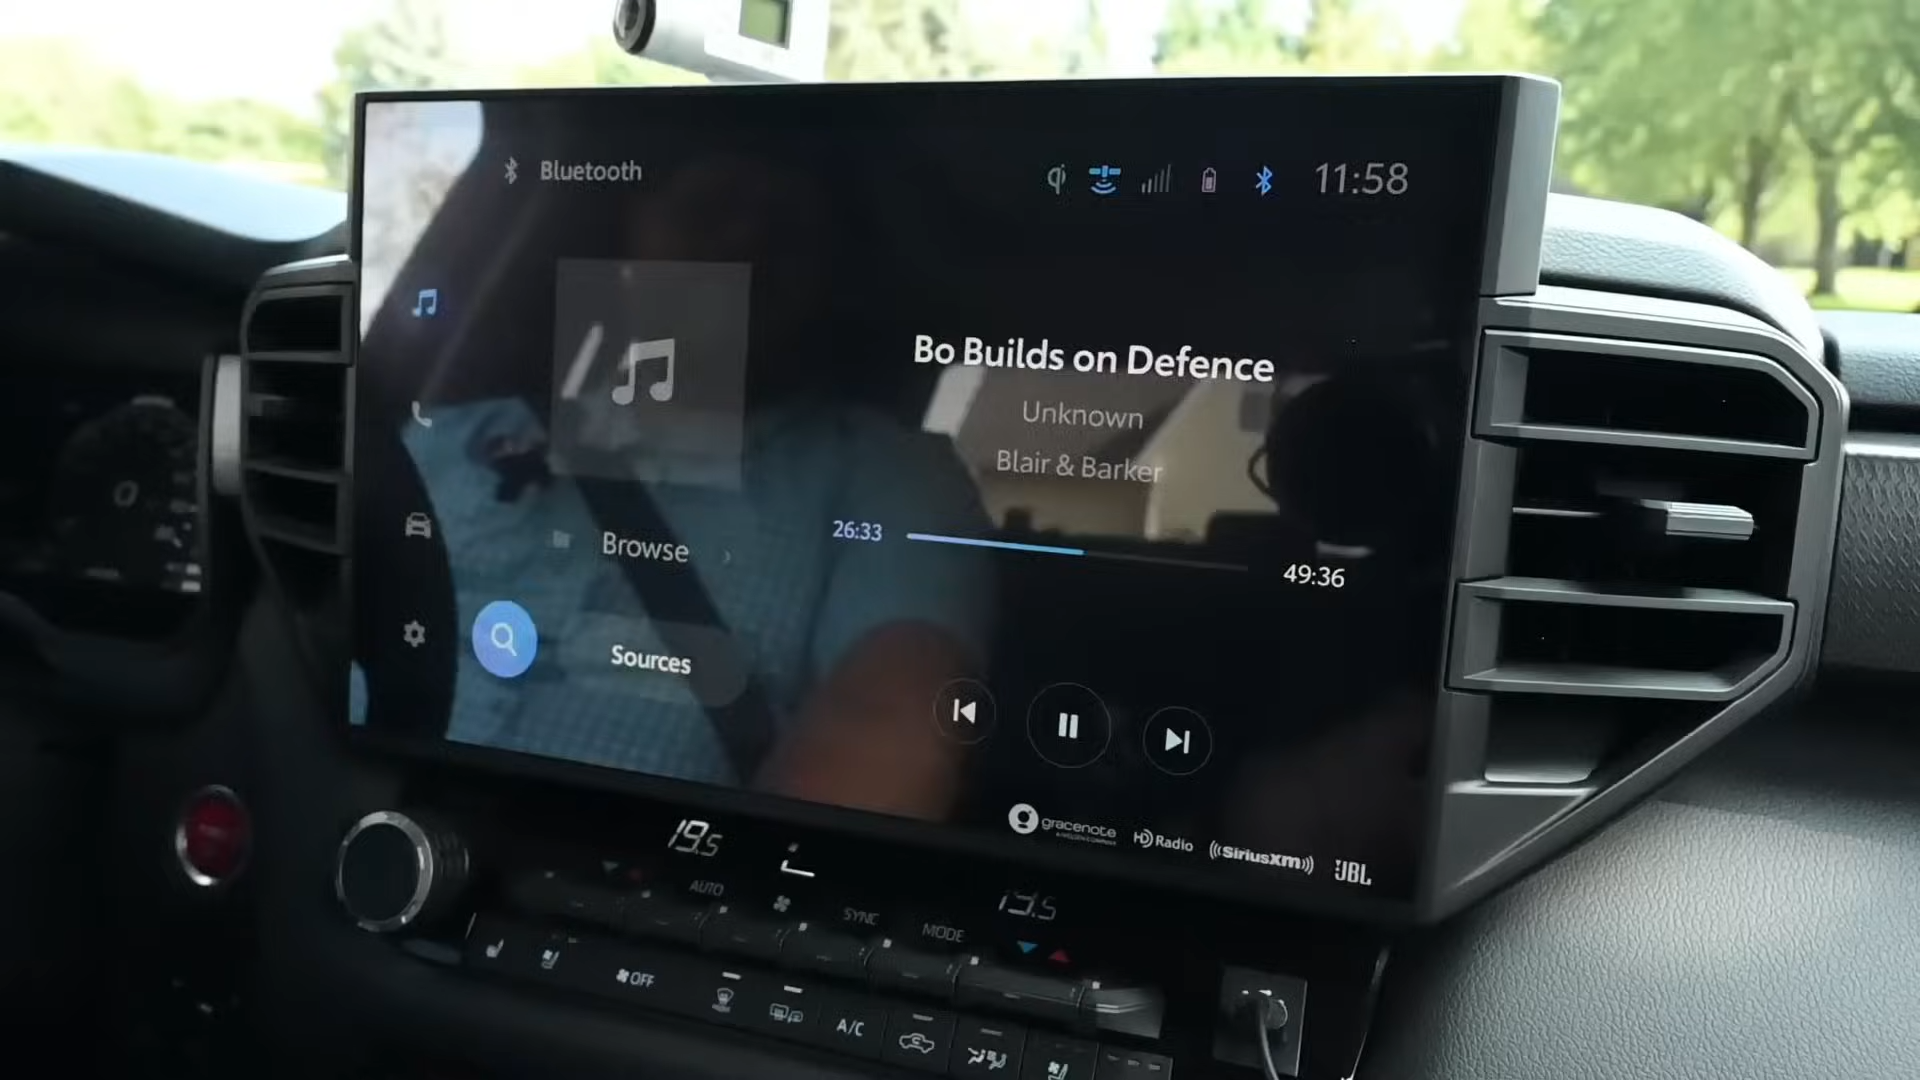 Bluetooth
11:58
Bo Builds on Defence
Unknown
Blair & Barker
26:33
49:36
Browse
Sources
gracenote
HD Radio
SiriusXM
JBL
0
19.5
AUTO
SYNC
MODE
19.5
OFF
A/C